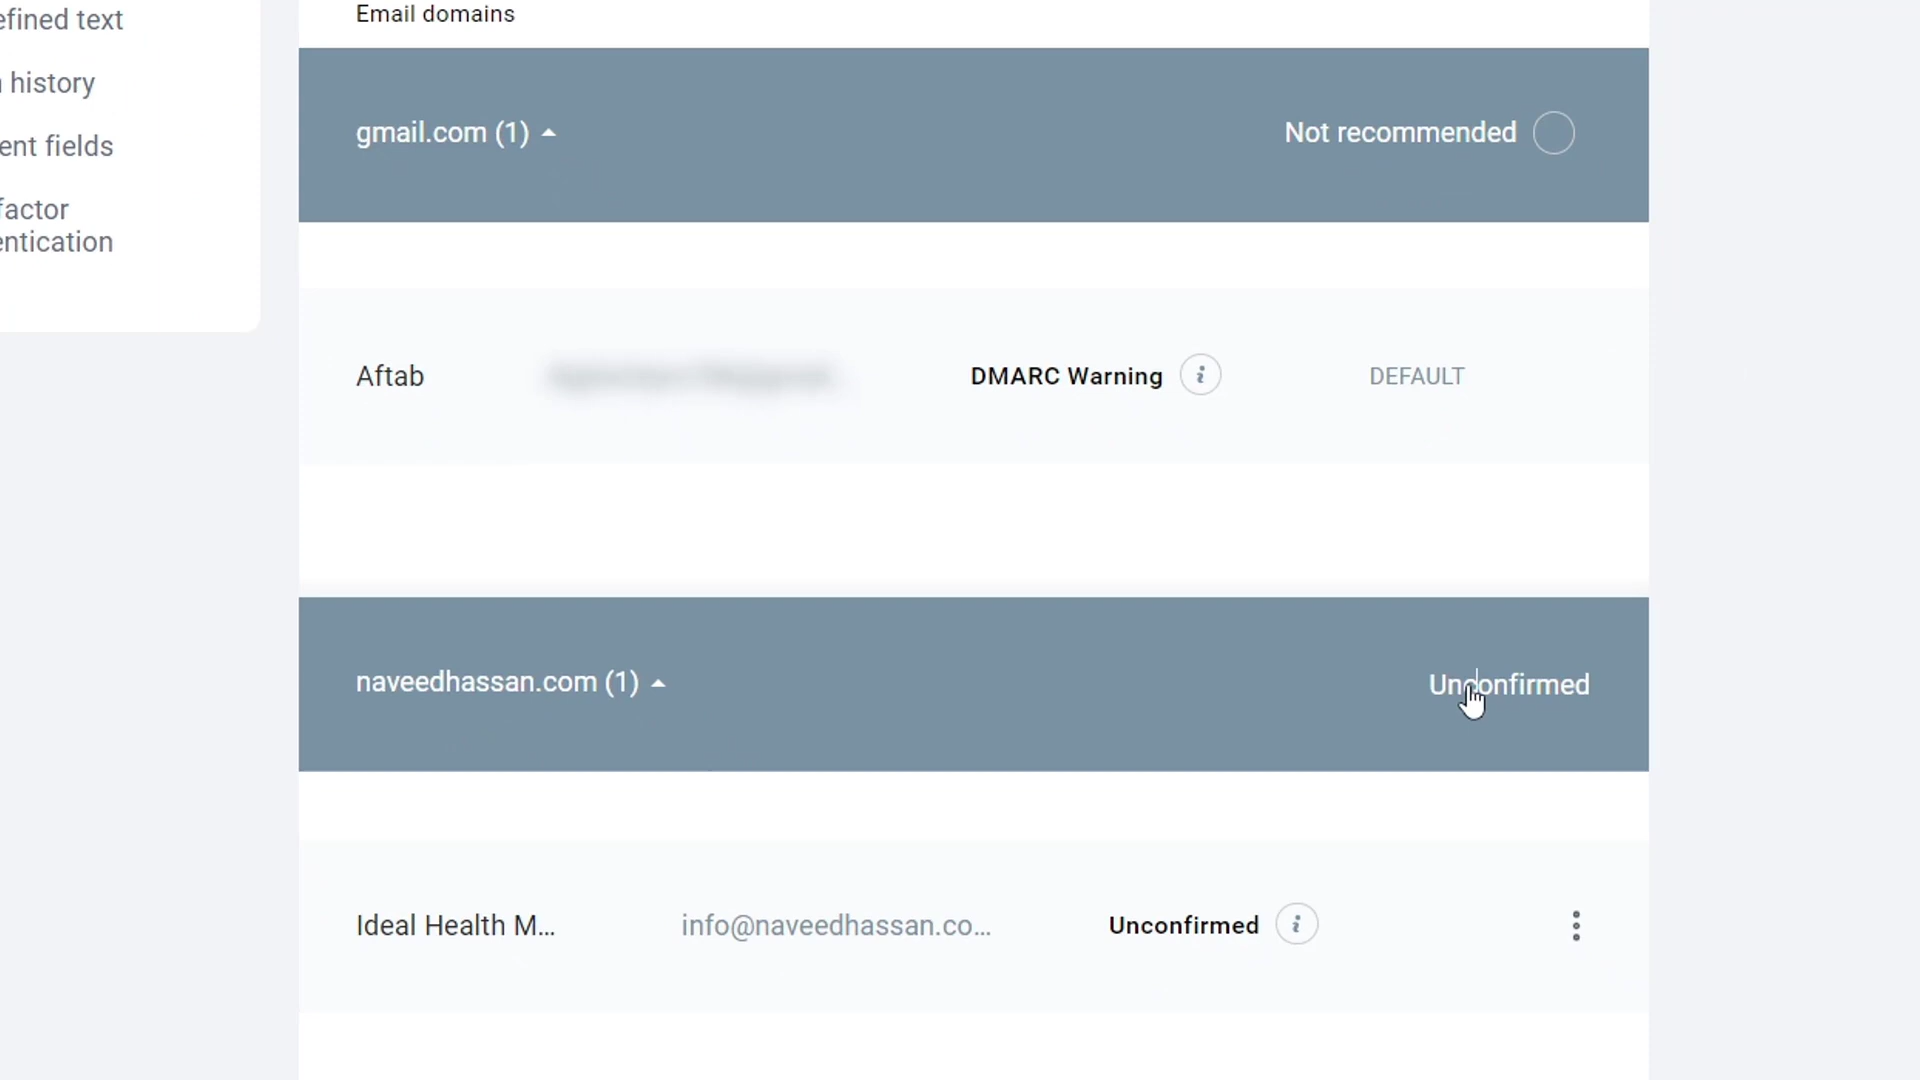 Email domains
efined text
history
ent fields
factor
entication
gmail.com (1)
Not recommended
Aftab
DMARC Warning
DEFAULT
naveedhassan.com (1)
Unconfirmed
Ideal Health M...
info@naveedhassan.co...
Unconfirmed